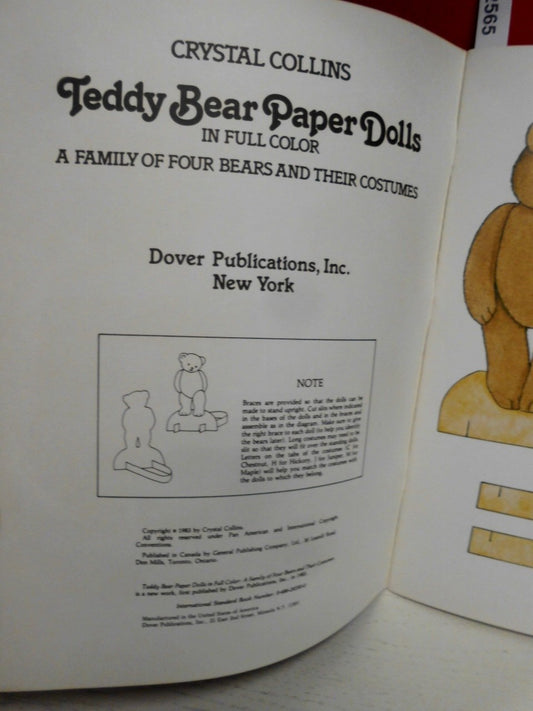 2565
CRYSTAL COLLINS
Teddy Bear Paper Dolls
IN FULL COLOR
A FAMILY OF FOUR BEARS AND THEIR COSTUMES
Dover Publications, Inc.
New York
NOTE
Braces are provided so that the dolls can be
made to stand upright. Cut slits where indicated
in the bases of the dolls and in the braces and
assemble as in the diagram. Make sure to give
the right brace to each doll (to help you identify
the bears later). Long costumes may need to be
slit so that they will fit over the standing dolls.
Letters on the tabs of the costumes (C for
Chestnut, H for Hickory, J for Juniper, M for
Maple) will help you match the costumes with
the dolls to which they belong.
Copyright © 1983 by Crystal Collins.
All rights reserved under Pan American and International Copyright
Conventions.
Published in Canada by General Publishing Company, Ltd., 30 Lesmill Road,
Don Mills, Toronto, Ontario.
Teddy Bear Paper Dolls in Full Color: A Family of Four Bears and Their Costumes
is a new work, first published by Dover Publications, Inc., in 1983.
International Standard Book Number:
Manufactured in the United States of America
Dover Publications, Inc., 31 East 2nd Street, Mineola, N.Y. 11501